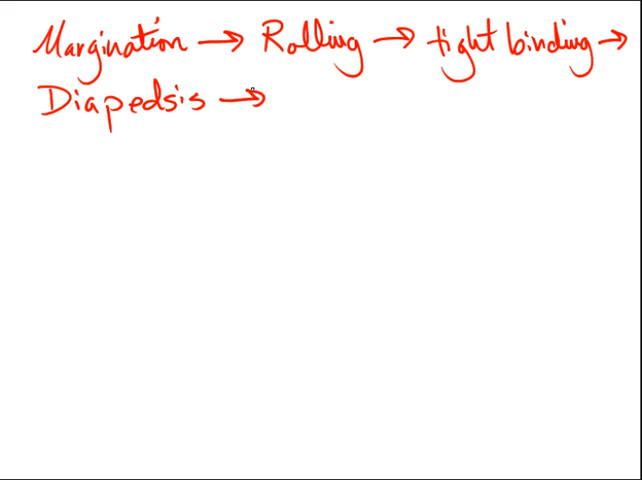 Margination → Rolling → tight binding →
Diapedsis →